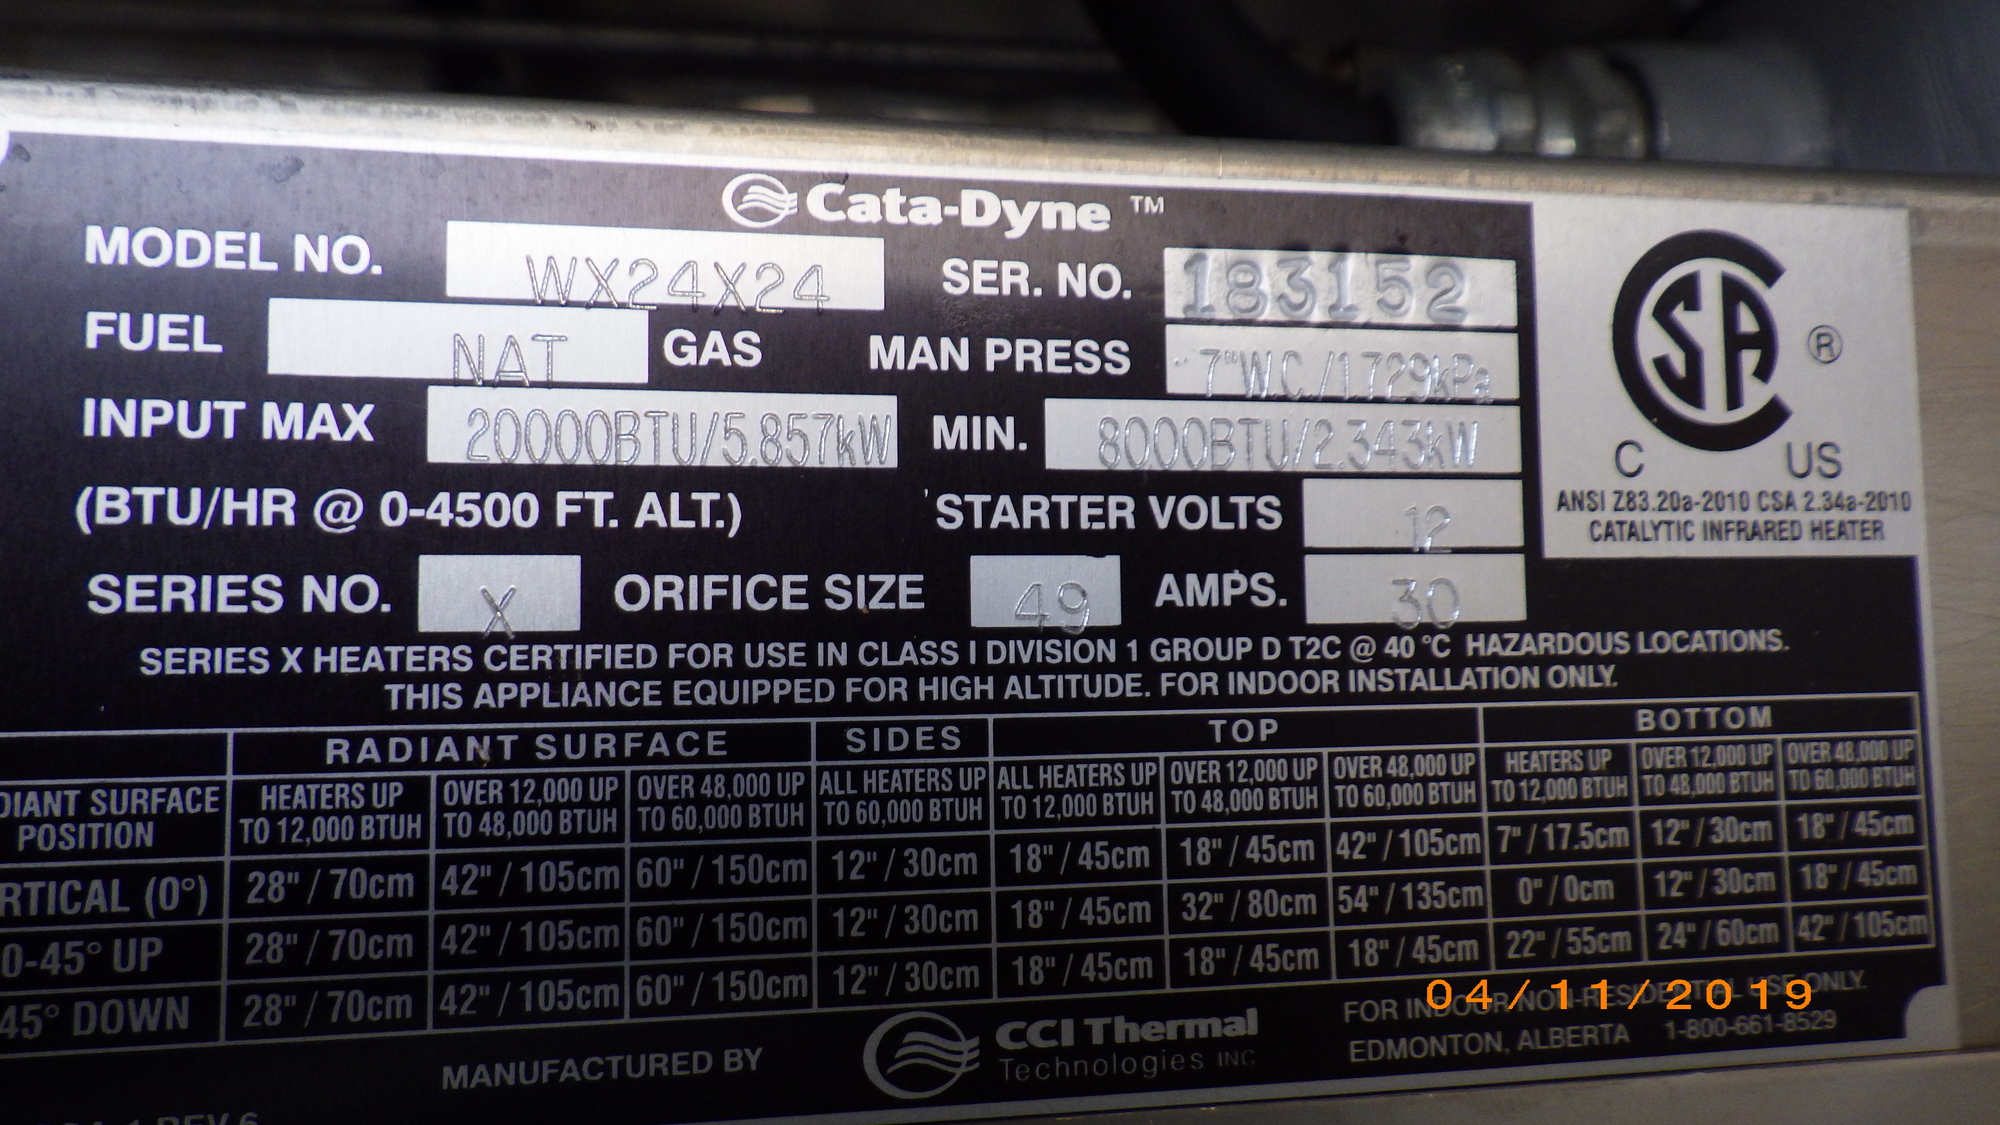 Cata-Dyne ™
MODEL NO. WX24X24 SER. NO. 183152
FUEL NAT GAS MAN PRESS 7"W.C./1.729kPa
INPUT MAX 20000BTU/5.857kW MIN. 8000BTU/2.343kW
(BTU/HR @ 0-4500 FT. ALT.) STARTER VOLTS 12
SERIES NO. X ORIFICE SIZE 49 AMPS. 30
CSA ®
C US
ANSI Z83.20a-2010 CSA 2.34a-2010
CATALYTIC INFRARED HEATER
SERIES X HEATERS CERTIFIED FOR USE IN CLASS I DIVISION 1 GROUP D T2C @ 40 °C HAZARDOUS LOCATIONS.
THIS APPLIANCE EQUIPPED FOR HIGH ALTITUDE. FOR INDOOR INSTALLATION ONLY.
RADIANT SURFACE SIDES TOP BOTTOM
DIANT SURFACE HEATERS UP OVER 12,000 UP OVER 48,000 UP ALL HEATERS UP ALL HEATERS UP OVER 12,000 UP OVER 48,000 UP HEATERS UP OVER 12,000 UP OVER 48,000 UP
POSITION TO 12,000 BTUH TO 48,000 BTUH TO 60,000 BTUH TO 60,000 BTUH TO 12,000 BTUH TO 48,000 BTUH TO 60,000 BTUH TO 12,000 BTUH TO 48,000 BTUH TO 60,000 BTUH
RTICAL (0°) 28" / 70cm 42" / 105cm 60" / 150cm 12" / 30cm 18" / 45cm 18" / 45cm 42" / 105cm 7" / 17.5cm 12" / 30cm 18" / 45cm
0-45° UP 28" / 70cm 42" / 105cm 60" / 150cm 12" / 30cm 18" / 45cm 32" / 80cm 54" / 135cm 0" / 0cm 12" / 30cm 18" / 45cm
45° DOWN 28" / 70cm 42" / 105cm 60" / 150cm 12" / 30cm 18" / 45cm 18" / 45cm 18" / 45cm 22" / 55cm 24" / 60cm 42" / 105cm
MANUFACTURED BY CCI Thermal
Technologies INC
FOR INDOOR/NON-RESIDENTIAL USE ONLY.
EDMONTON, ALBERTA 1-800-661-8529
04/11/2019
REV 6